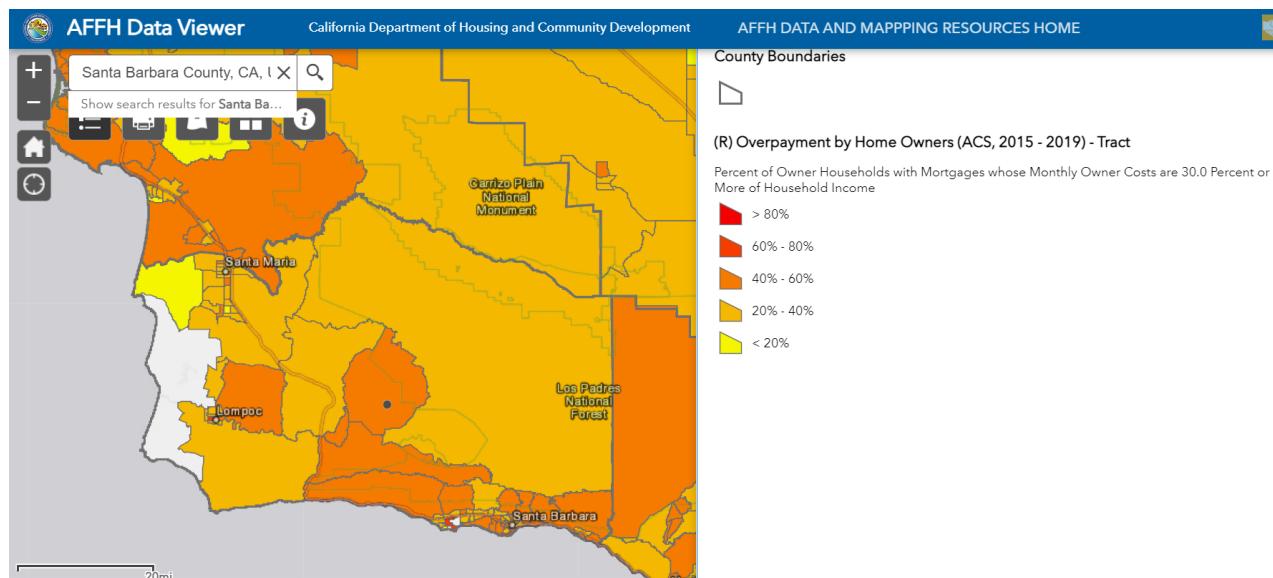 AFFH Data Viewer
California Department of Housing and Community Development
AFFH DATA AND MAPPPING RESOURCES HOME
+
−
Santa Barbara County, CA, U
Show search results for Santa Ba...
Carrizo Plain
National
Monument
Santa Maria
Los Padres
National
Forest
Lompoc
Santa Barbara
20mi
County Boundaries
(R) Overpayment by Home Owners (ACS, 2015 - 2019) - Tract
Percent of Owner Households with Mortgages whose Monthly Owner Costs are 30.0 Percent or
More of Household Income
> 80%
60% - 80%
40% - 60%
20% - 40%
< 20%